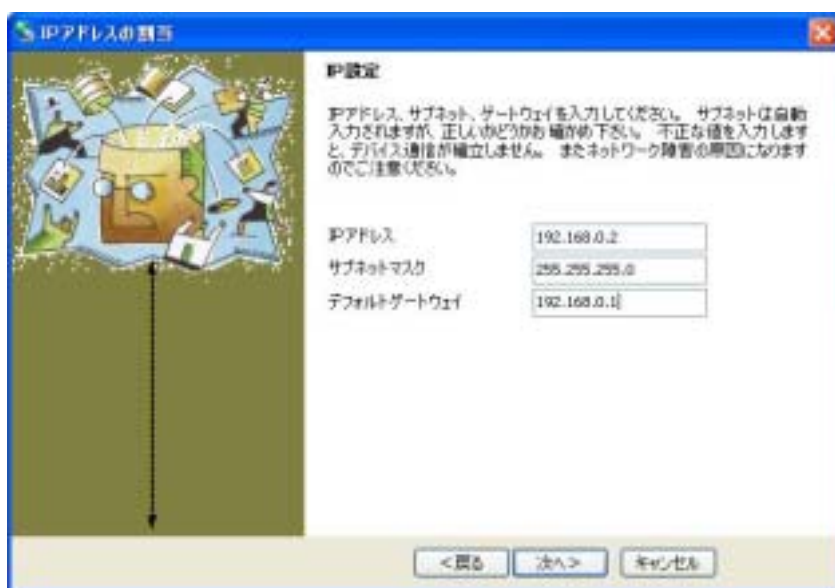 IPアドレスの割当
IP設定
IPアドレス、サブネット、ゲートウェイを入力してください。 サブネットは自動
入力されますが、正しいかどうかお 確かめ下さい。 不正な値を入力します
と、デバイス通信が確立しません。 またネットワーク障害の原因になります
のでご注意ください。
IPアドレス 192.168.0.2
サブネットマスク 255.255.255.0
デフォルトゲートウェイ 192.168.0.1
<戻る 次へ> キャンセル